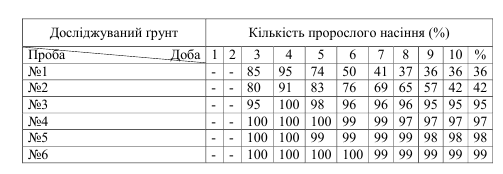 Досліджуваний ґрунт Кількість пророслого насіння (%)
Проба Доба 1 2 3 4 5 6 7 8 9 10 %
№1 - - 85 95 74 50 41 37 36 36 36
№2 - - 80 91 83 76 69 65 57 42 42
№3 - - 95 100 98 96 96 96 95 95 95
№4 - - 100 100 100 99 99 97 97 97 97
№5 - - 100 100 99 99 99 99 98 98 98
№6 - - 100 100 100 100 99 99 99 99 99